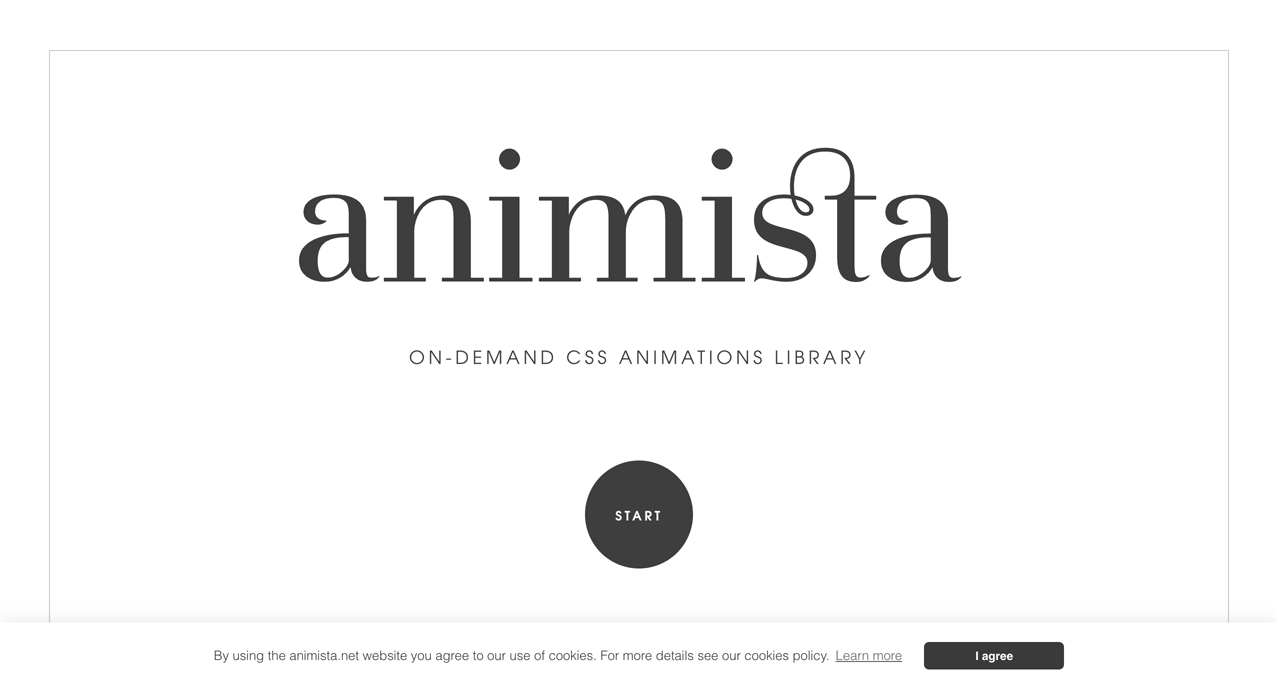 animista
ON-DEMAND CSS ANIMATIONS LIBRARY
START
By using the animista.net website you agree to our use of cookies. For more details see our cookies policy. Learn more
I agree